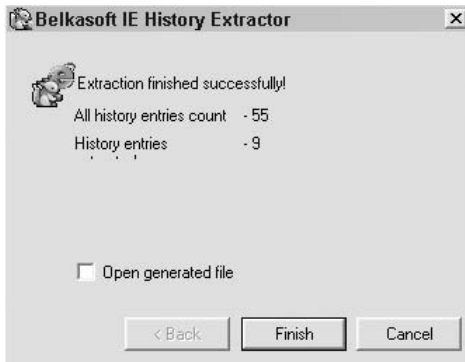 Belkasoft IE History Extractor
Extraction finished successfully!
All history entries count - 55
History entries - 9
Open generated file
< Back
Finish
Cancel